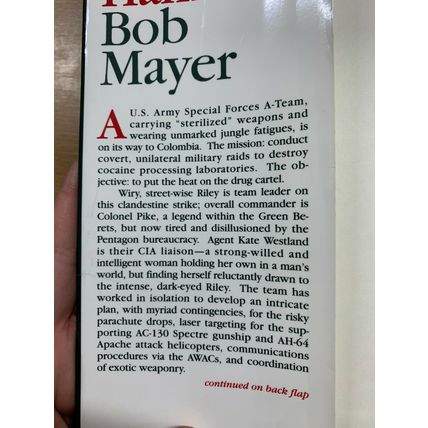 Bob
Mayer
A U.S. Army Special Forces A-Team,
carrying "sterilized" weapons and
wearing unmarked jungle fatigues, is
on its way to Colombia. The mission: conduct
covert, unilateral military raids to destroy
cocaine processing laboratories. The ob-
jective: to put the heat on the drug cartel.
Wiry, street-wise Riley is team leader on
this clandestine strike; overall commander is
Colonel Pike, a legend within the Green Be-
rets, but now tired and disillusioned by the
Pentagon bureaucracy. Agent Kate Westland
is their CIA liaison—a strong-willed and
intelligent woman holding her own in a man's
world, but finding herself reluctantly drawn to
the intense, dark-eyed Riley. The team has
worked in isolation to develop an intricate
plan, with myriad contingencies, for the risky
parachute drops, laser targeting for the sup-
porting AC-130 Spectre gunship and AH-64
Apache attack helicopters, communications
procedures via the AWACs, and coordination
of exotic weaponry.
continued on back flap